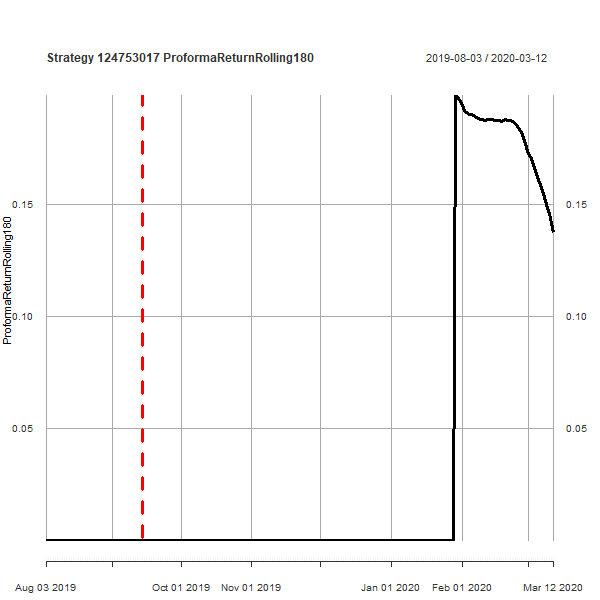 Strategy 124753017 ProformaReturnRolling180
2019-08-03 / 2020-03-12
ProformaReturnRolling180
0.15
0.15
0.10
0.10
0.05
0.05
Aug 03 2019
Oct 01 2019
Nov 01 2019
Jan 01 2020
Feb 01 2020
Mar 12 2020